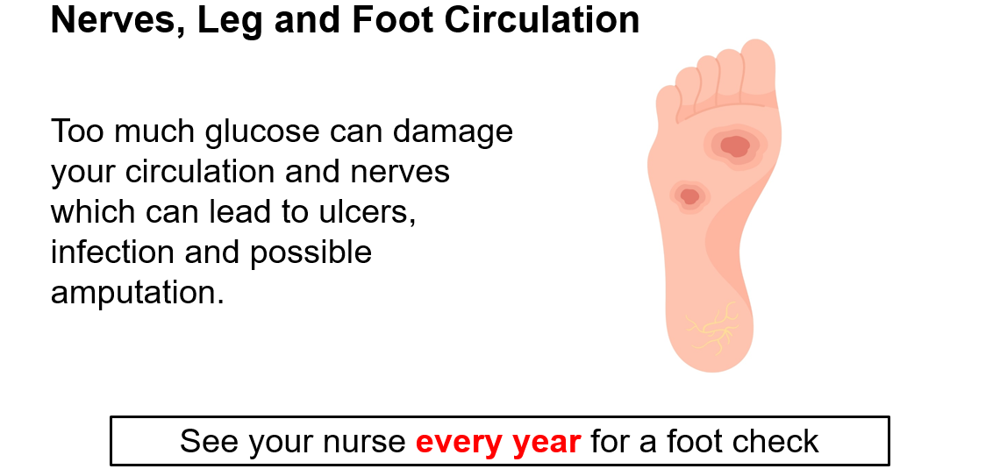 Nerves, Leg and Foot Circulation
Too much glucose can damage
your circulation and nerves
which can lead to ulcers,
infection and possible
amputation.
See your nurse every year for a foot check